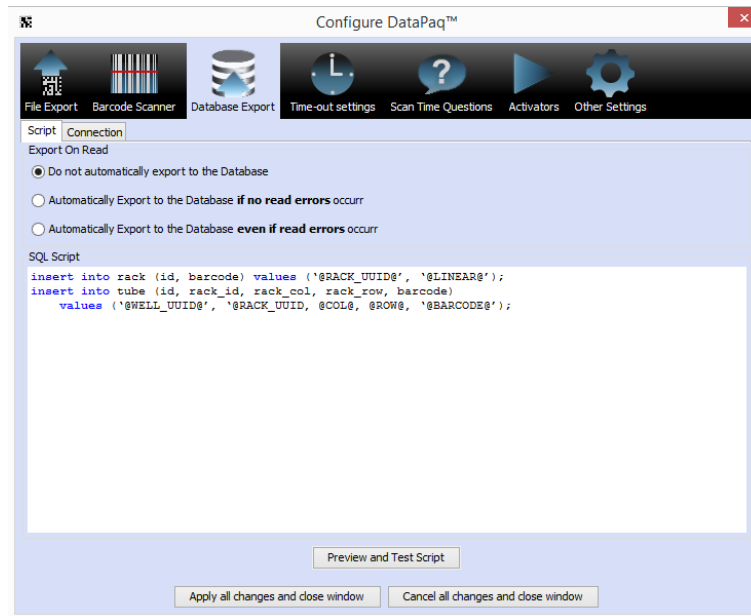 Configure DataPaq™
File Export Barcode Scanner Database Export Time-out settings Scan Time Questions Activators Other Settings
Script Connection
Export On Read
Do not automatically export to the Database
Automatically Export to the Database if no read errors occurr
Automatically Export to the Database even if read errors occurr
SQL Script
insert into rack (id, barcode) values (‘@RACK_UUID@’, ‘@LINEAR@’);
insert into tube (id, rack_id, rack_col, rack_row, barcode)
values (‘@WELL_UUID@’, ‘@RACK_UUID, @COL@, @ROW@, ‘@BARCODE@’);
Preview and Test Script
Apply all changes and close window Cancel all changes and close window